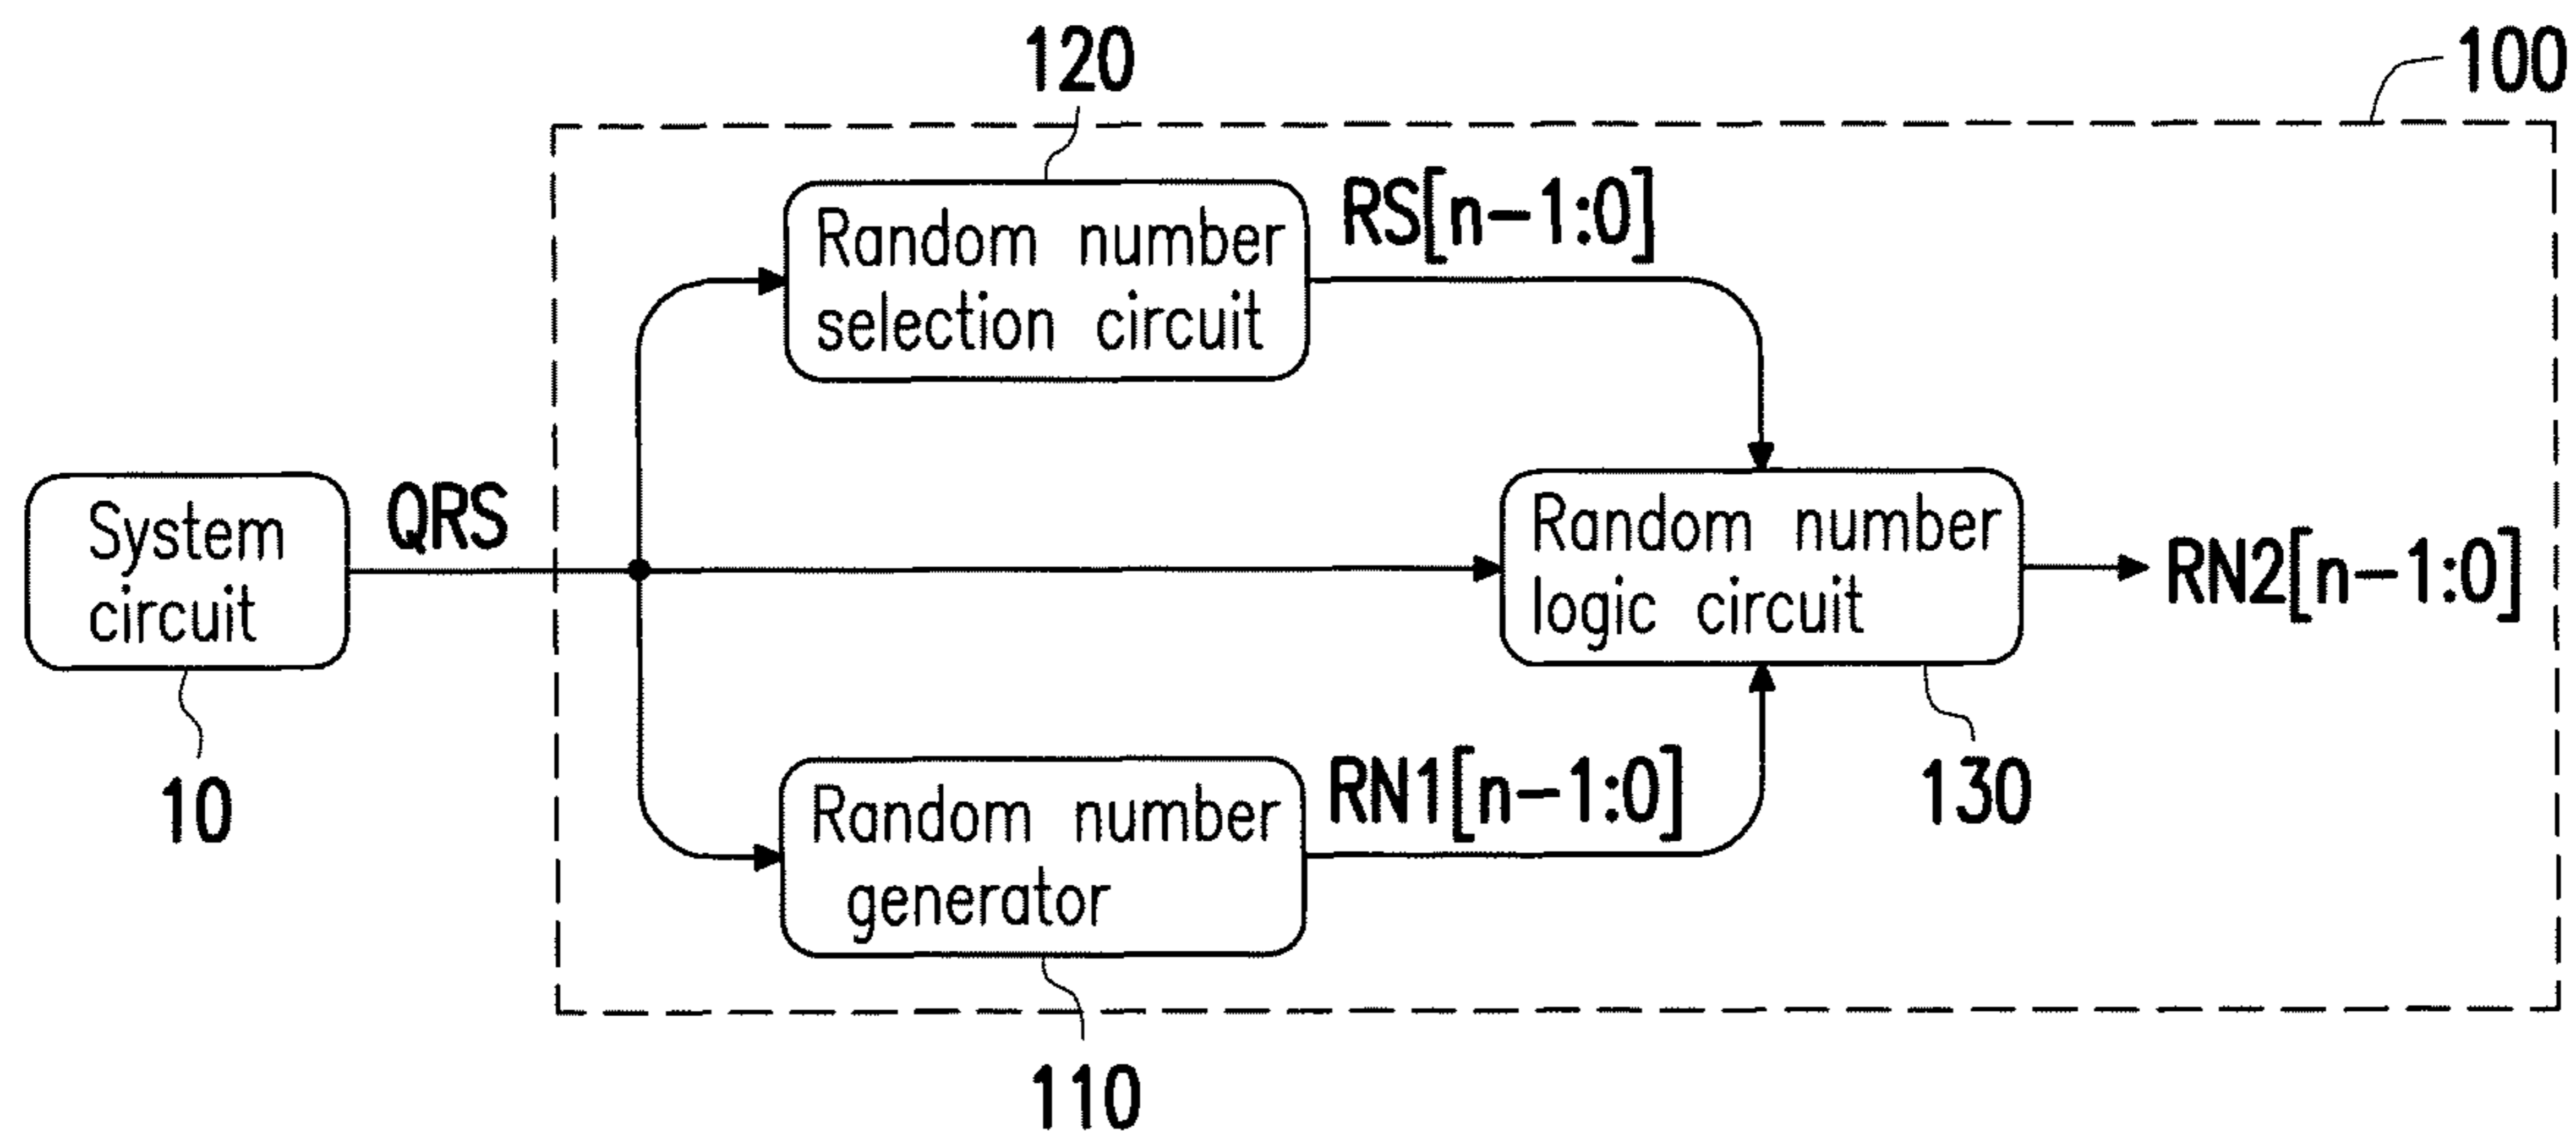 120
100
Random number
selection circuit
RS[n-1:0]
System
circuit
QRS
Random number
logic circuit
RN2[n-1:0]
10
Random number
generator
RN1[n-1:0]
130
110